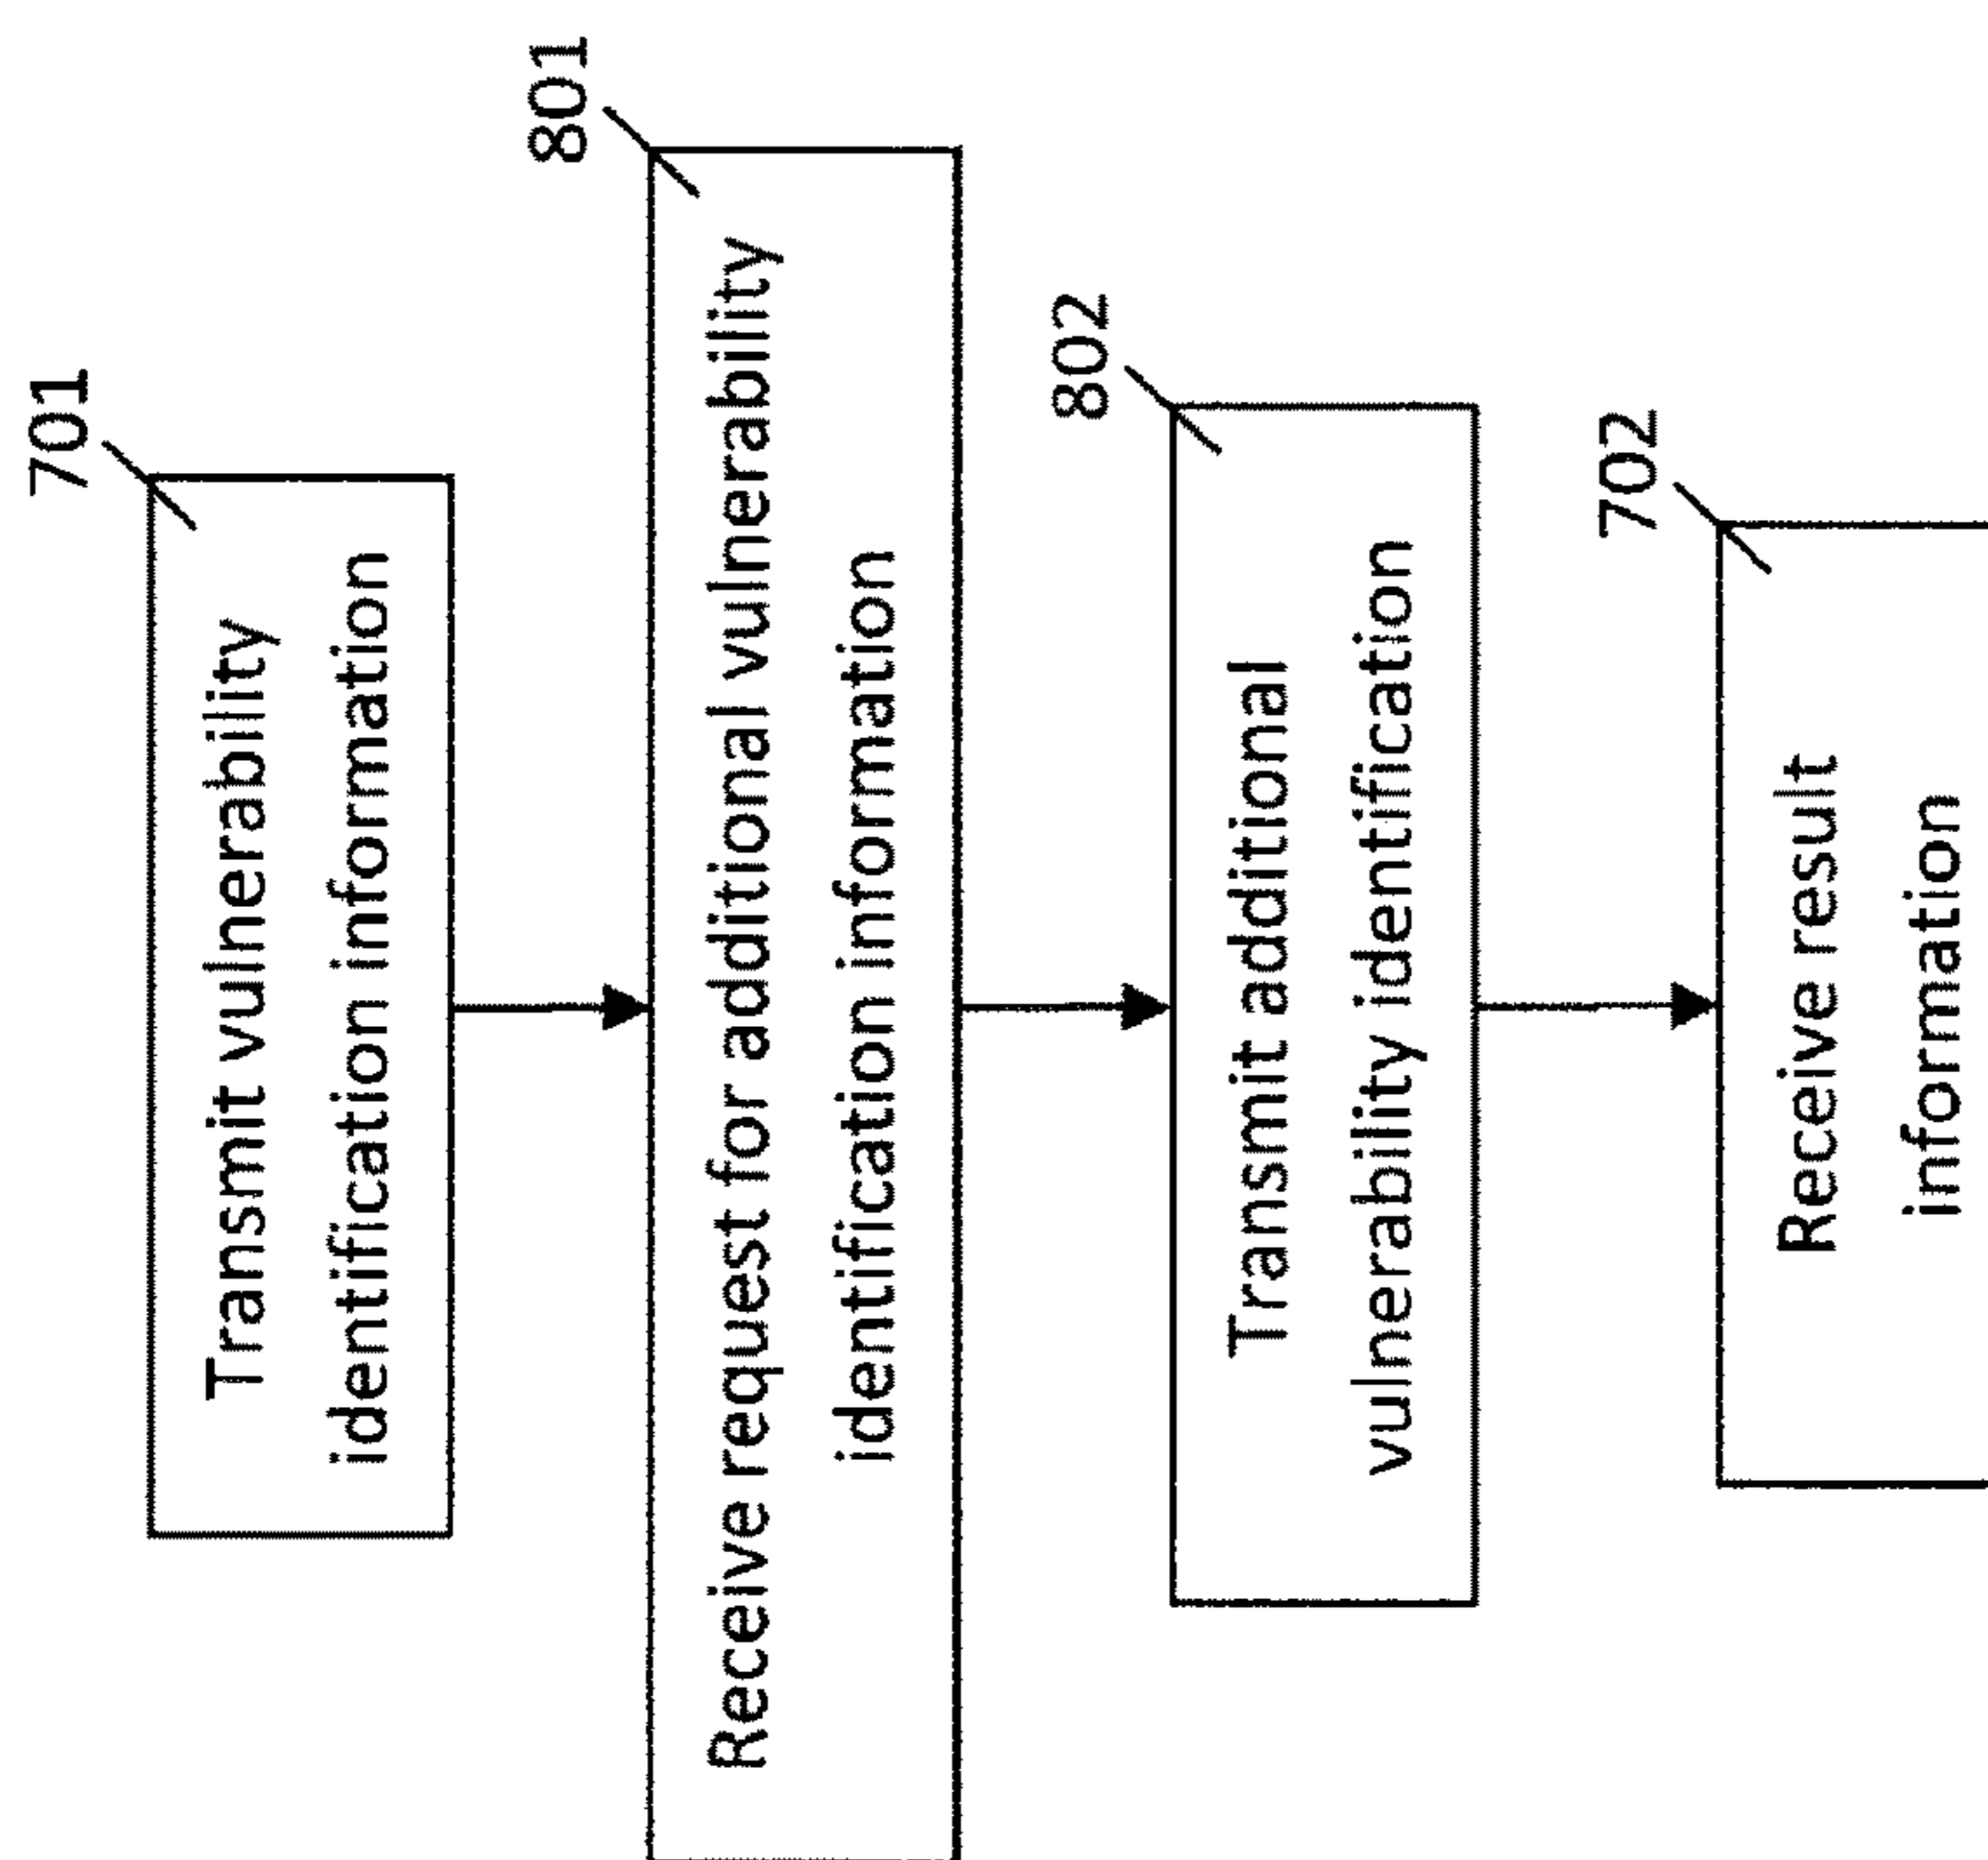 701
Transmit vulnerability
identification information
801
Receive request for additional vulnerability
identification information
802
Transmit additional
vulnerability identification
702
Receive result
information